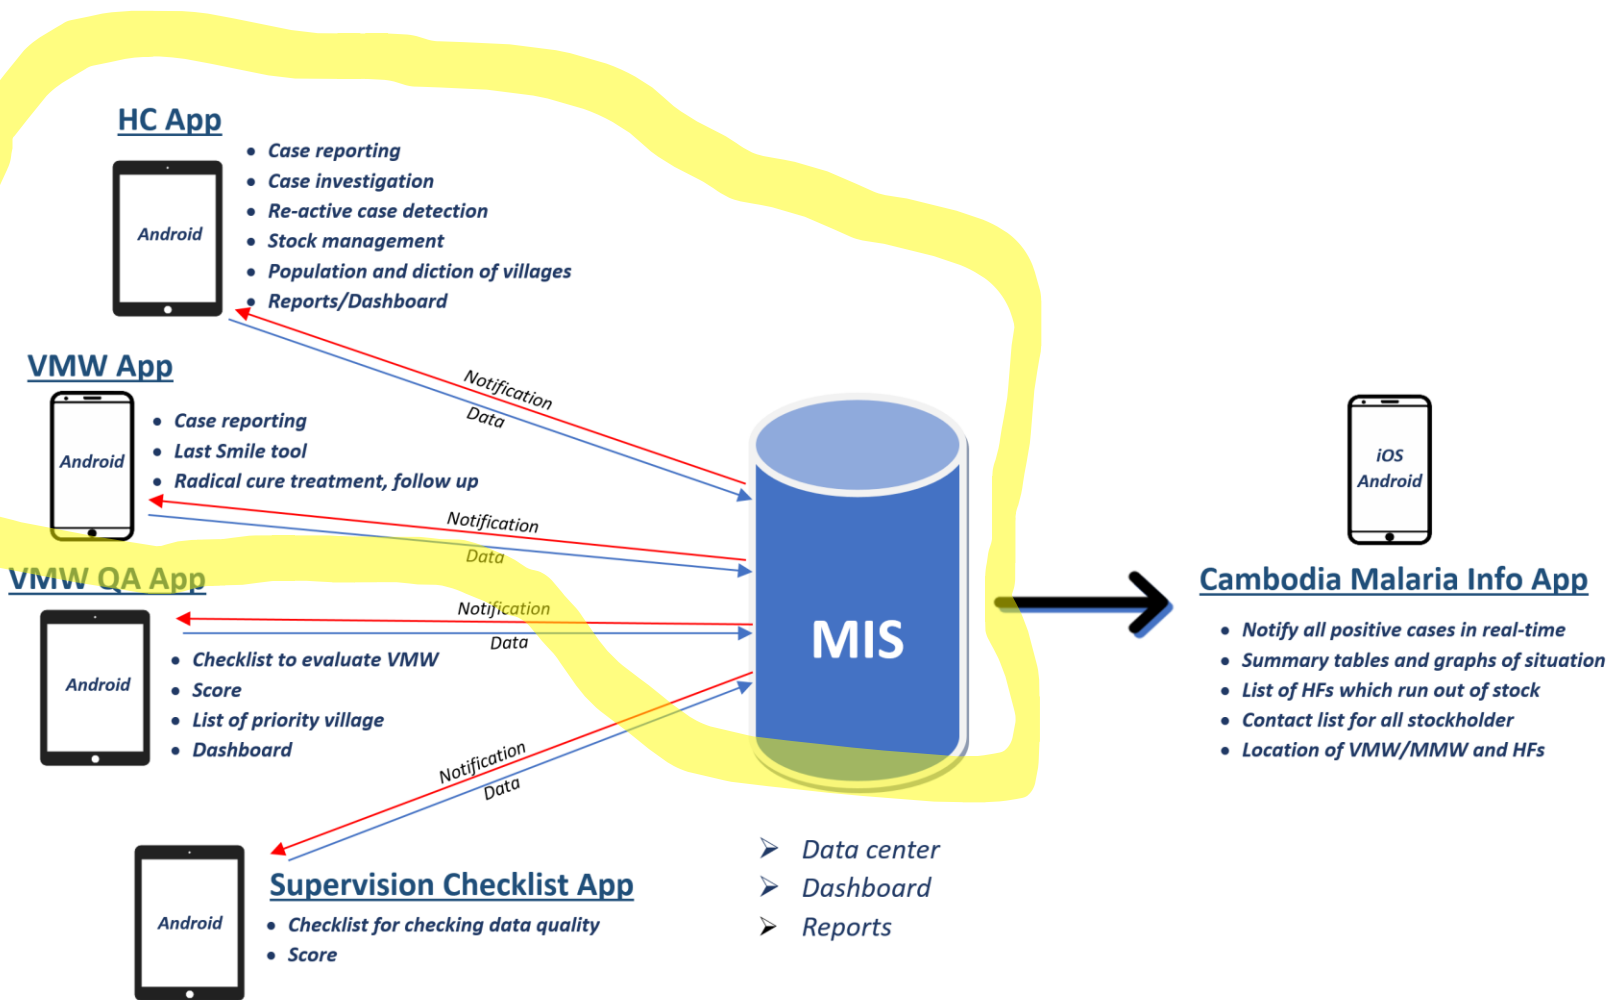 HC App
Android
• Case reporting
• Case investigation
• Re-active case detection
• Stock management
• Population and diction of villages
• Reports/Dashboard
Notification
Data
VMW App
Android
• Case reporting
• Last Smile tool
• Radical cure treatment, follow up
Notification
Data
VMW QA App
Android
• Checklist to evaluate VMW
• Score
• List of priority village
• Dashboard
Notification
Data
Notification
Data
Android
Supervision Checklist App
• Checklist for checking data quality
• Score
MIS
➢ Data center
➢ Dashboard
➢ Reports
iOS
Android
Cambodia Malaria Info App
• Notify all positive cases in real-time
• Summary tables and graphs of situation
• List of HFs which run out of stock
• Contact list for all stockholder
• Location of VMW/MMW and HFs